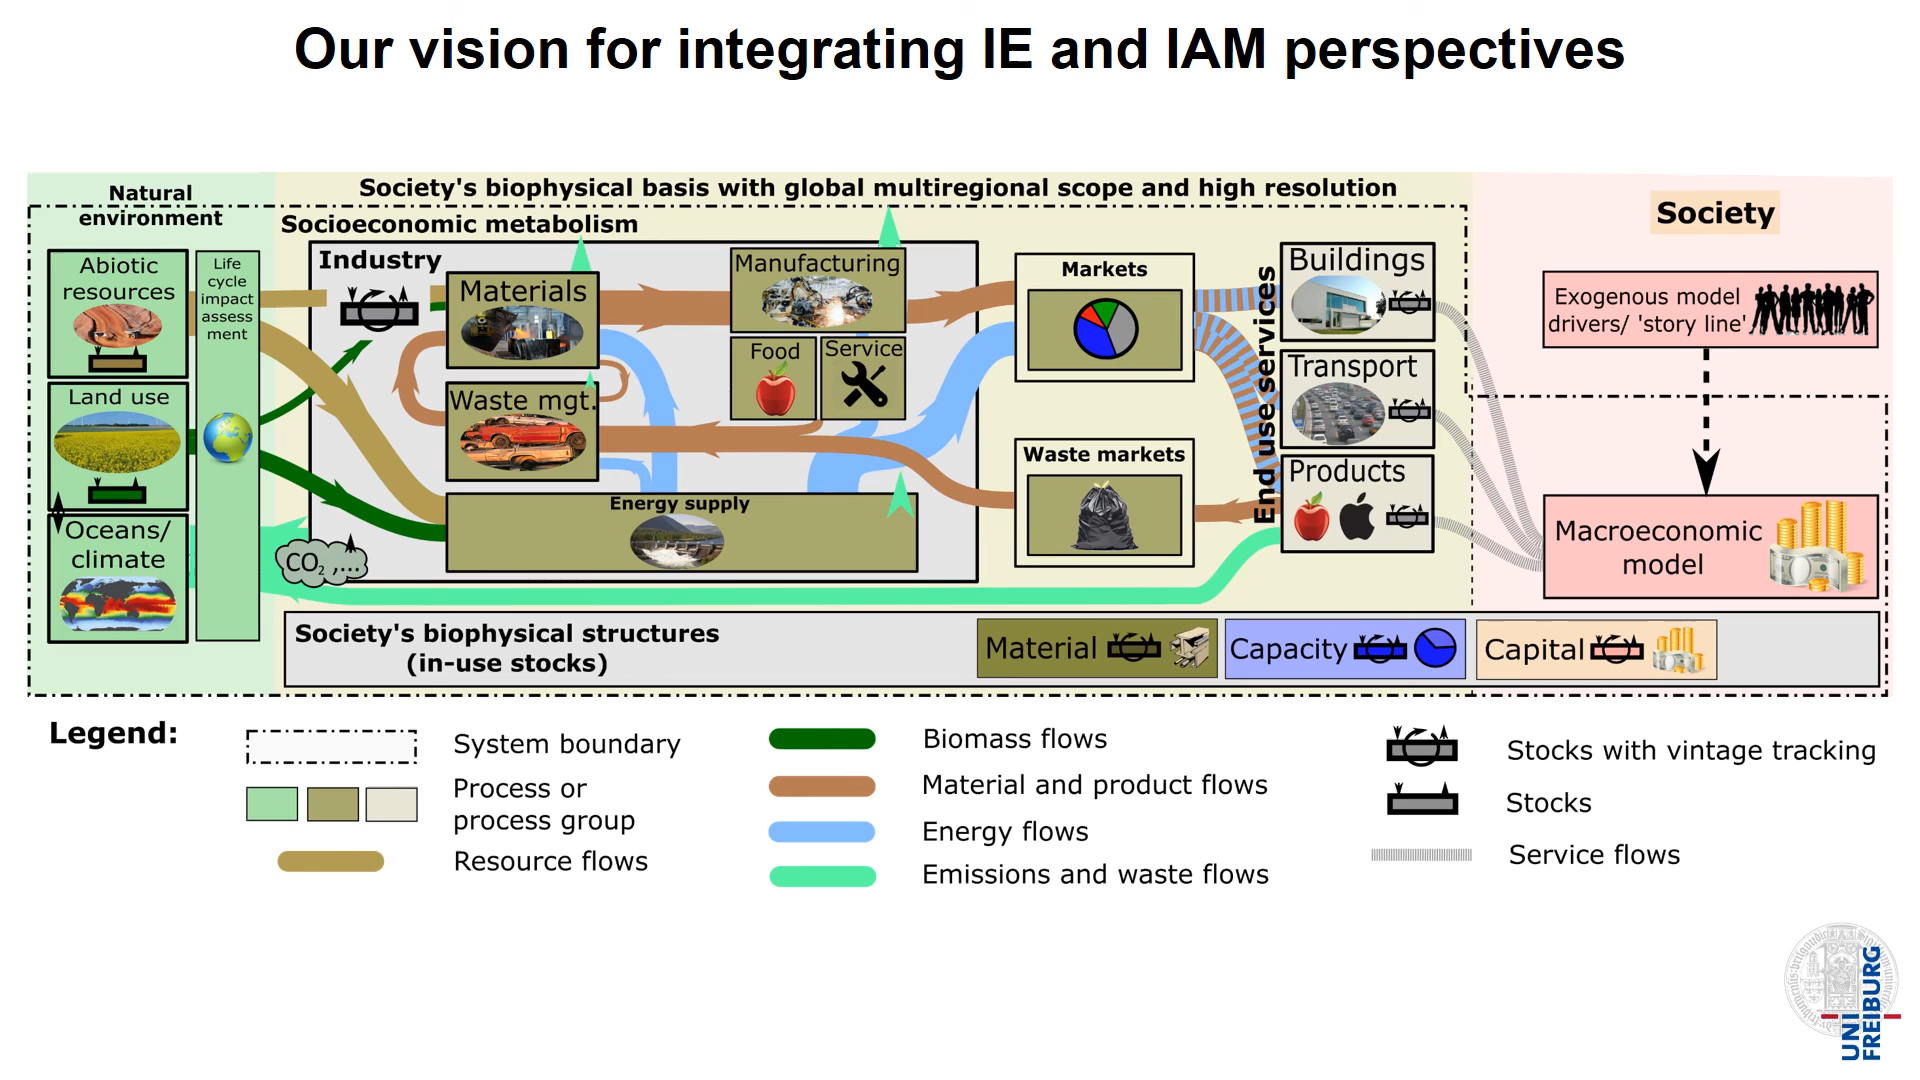 Our vision for integrating IE and IAM perspectives
Natural
environment
Society's biophysical basis with global multiregional scope and high resolution
Society
Socioeconomic metabolism
Abiotic
resources
Life
cycle
impact
assess
ment
Land use
Oceans/
climate
Industry
Materials
Waste mgt.
Manufacturing
Food
Service
Energy supply
CO2 ,...
Markets
Waste markets
End use services
Buildings
Transport
Products
Exogenous model
drivers/ 'story line'
Macroeconomic
model
Society's biophysical structures
(in-use stocks)
Material
Capacity
Capital
Legend:
System boundary
Process or
process group
Resource flows
Biomass flows
Material and product flows
Energy flows
Emissions and waste flows
Stocks with vintage tracking
Stocks
Service flows
UNI
FREIBURG